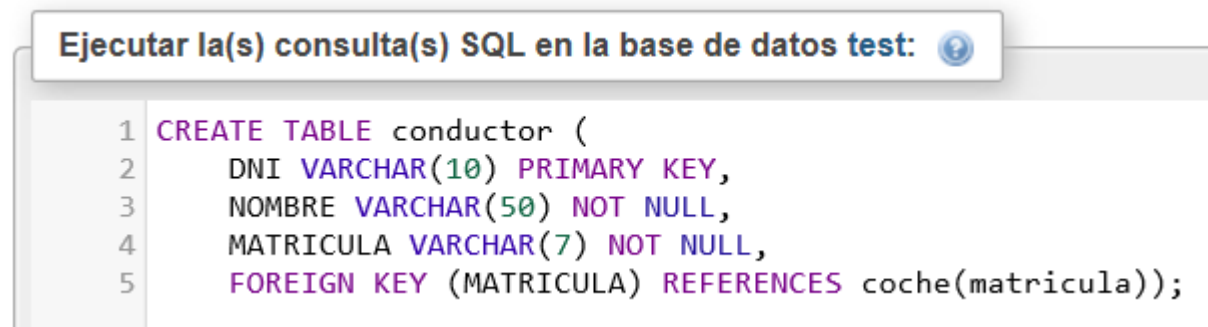 Ejecutar la(s) consulta(s) SQL en la base de datos test:
1 CREATE TABLE conductor (
2 DNI VARCHAR(10) PRIMARY KEY,
3 NOMBRE VARCHAR(50) NOT NULL,
4 MATRICULA VARCHAR(7) NOT NULL,
5 FOREIGN KEY (MATRICULA) REFERENCES coche(matricula));